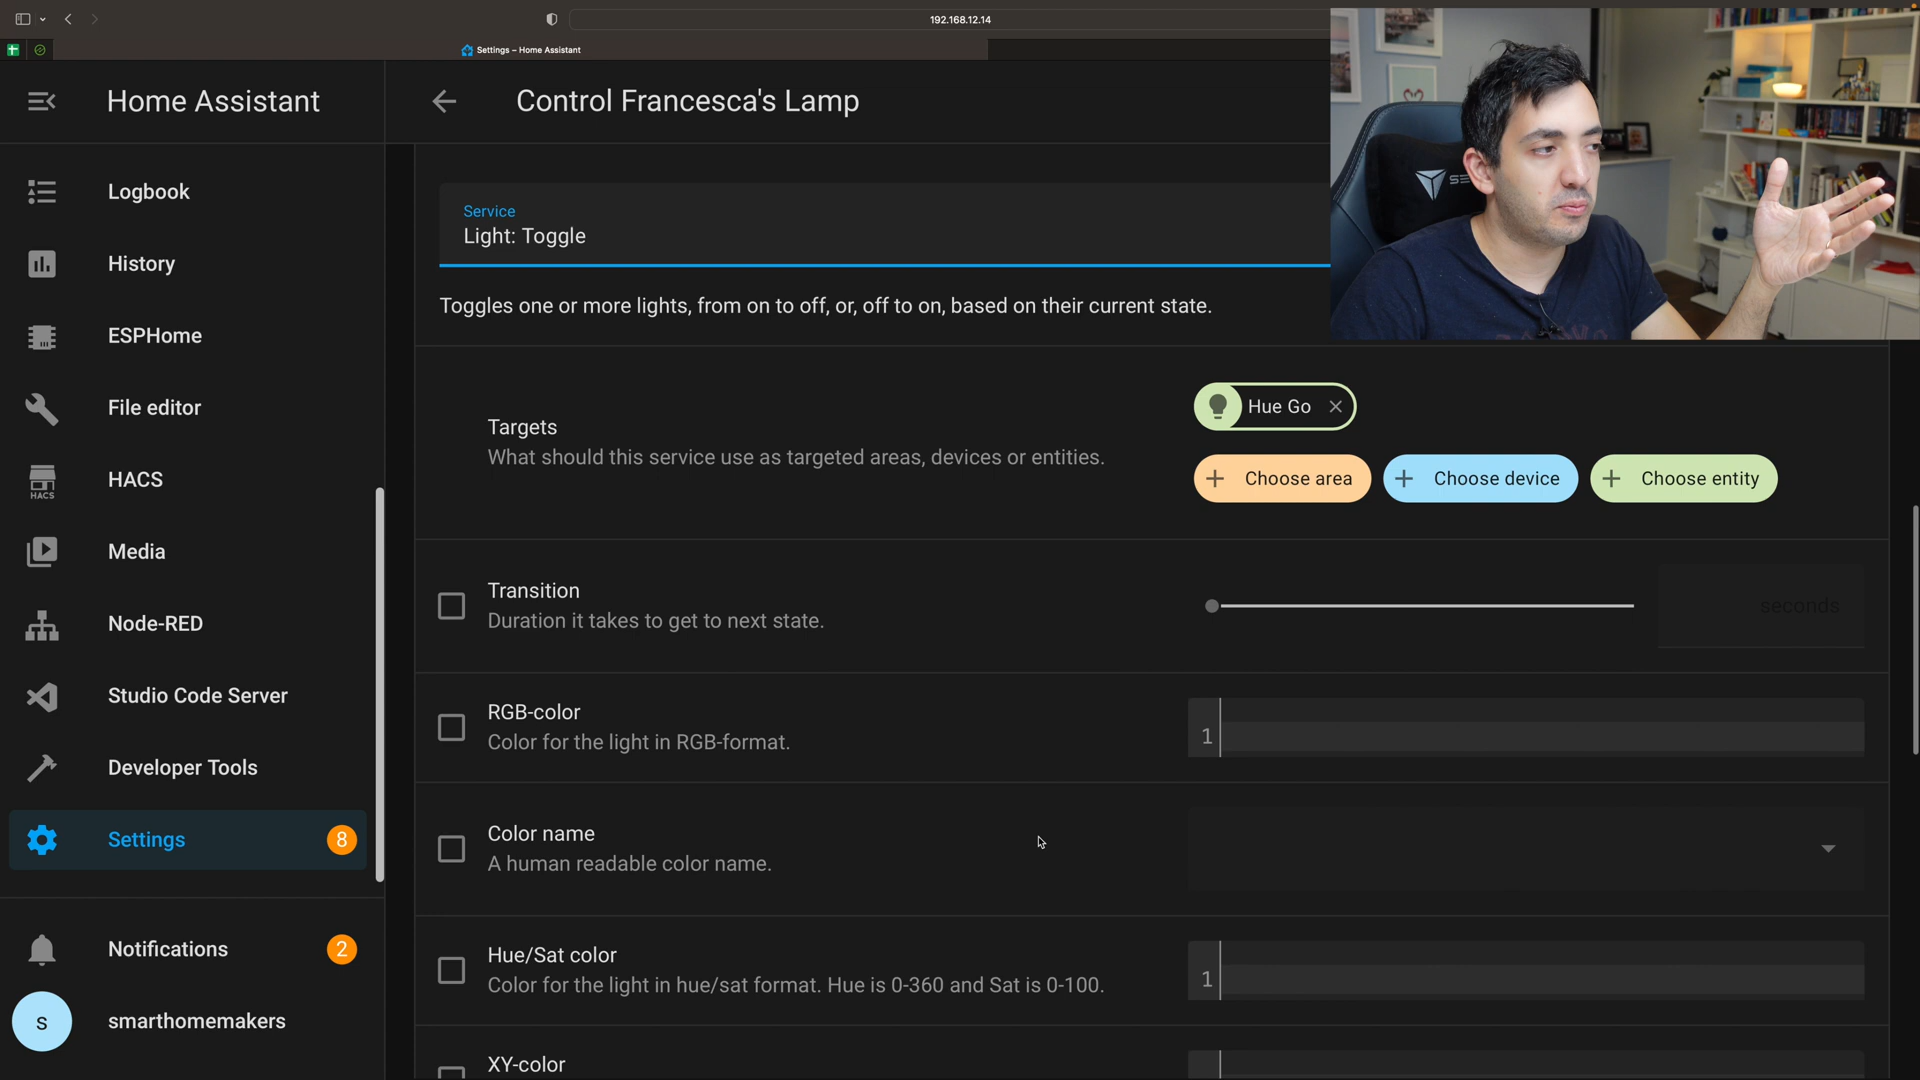 192.168.12.14
Settings – Home Assistant
Home Assistant
Control Francesca's Lamp
Logbook
History
ESPHome
File editor
HACS
HACS
Media
Node-RED
Studio Code Server
Developer Tools
Settings
8
Notifications
2
s
smarthomemakers
Service
Light: Toggle
Toggles one or more lights, from on to off, or, off to on, based on their current state.
Targets
What should this service use as targeted areas, devices or entities.
Hue Go
Choose area
Choose device
Choose entity
Transition
Duration it takes to get to next state.
seconds
RGB-color
Color for the light in RGB-format.
1
Color name
A human readable color name.
Hue/Sat color
Color for the light in hue/sat format. Hue is 0-360 and Sat is 0-100.
1
XY-color